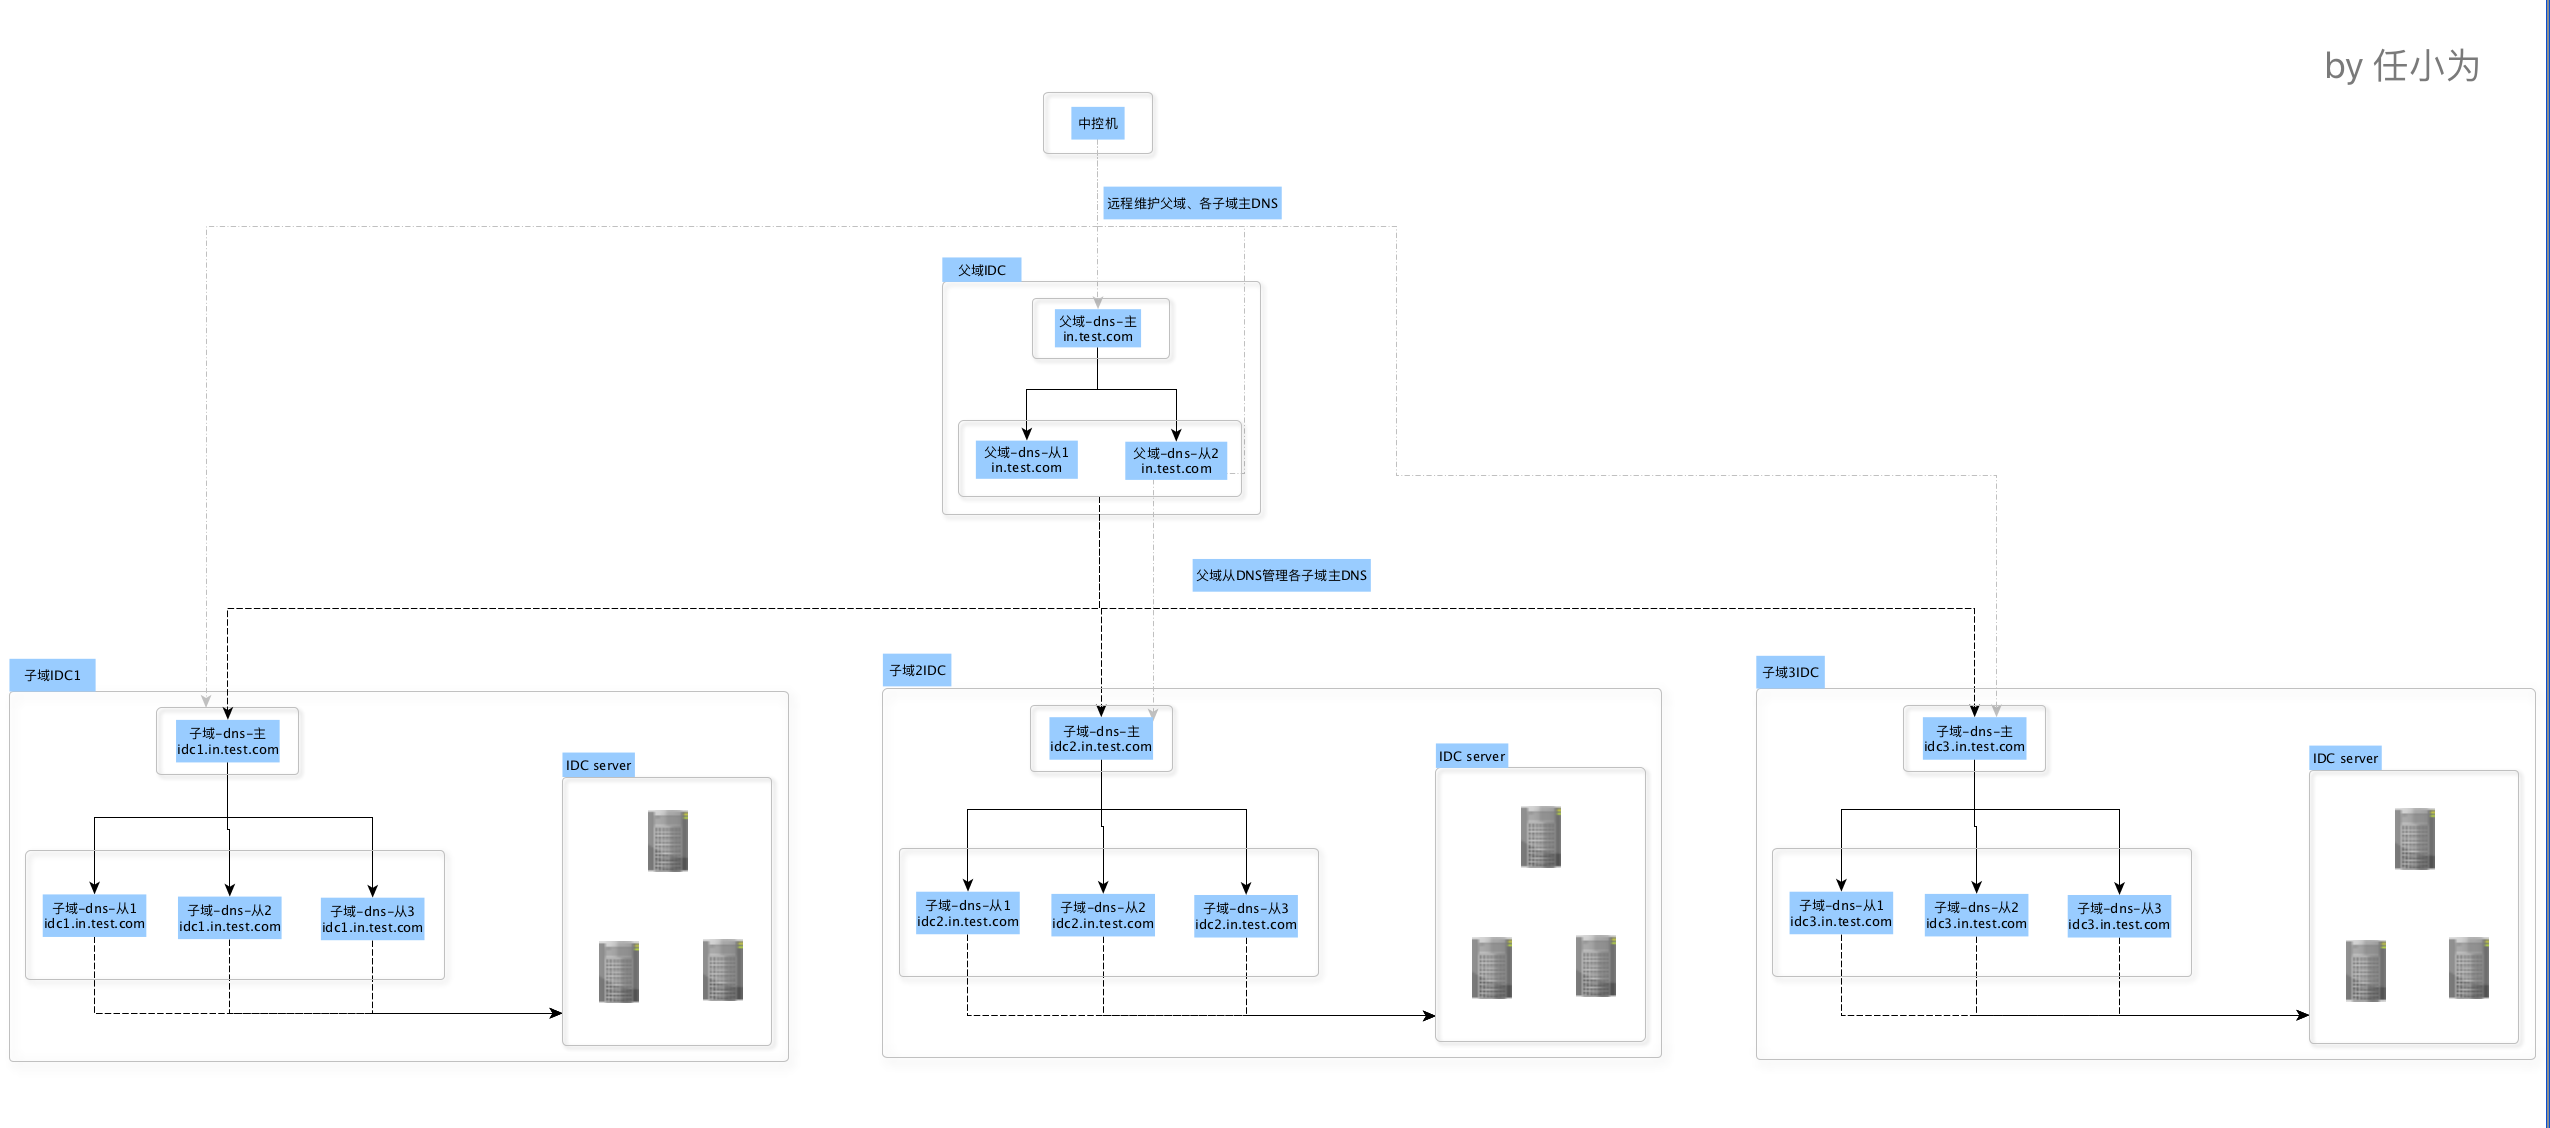 by 任小为
中控机
远程维护父域、各子域主DNS
父域IDC
父域-dns-主
in.test.com
父域-dns-从1
in.test.com
父域-dns-从2
in.test.com
父域从DNS管理各子域主DNS
子域IDC1
子域-dns-主
idc1.in.test.com
IDC server
子域-dns-从1
idc1.in.test.com
子域-dns-从2
idc1.in.test.com
子域-dns-从3
idc1.in.test.com
子域2IDC
子域-dns-主
idc2.in.test.com
IDC server
子域-dns-从1
idc2.in.test.com
子域-dns-从2
idc2.in.test.com
子域-dns-从3
idc2.in.test.com
子域3IDC
子域-dns-主
idc3.in.test.com
IDC server
子域-dns-从1
idc3.in.test.com
子域-dns-从2
idc3.in.test.com
子域-dns-从3
idc3.in.test.com